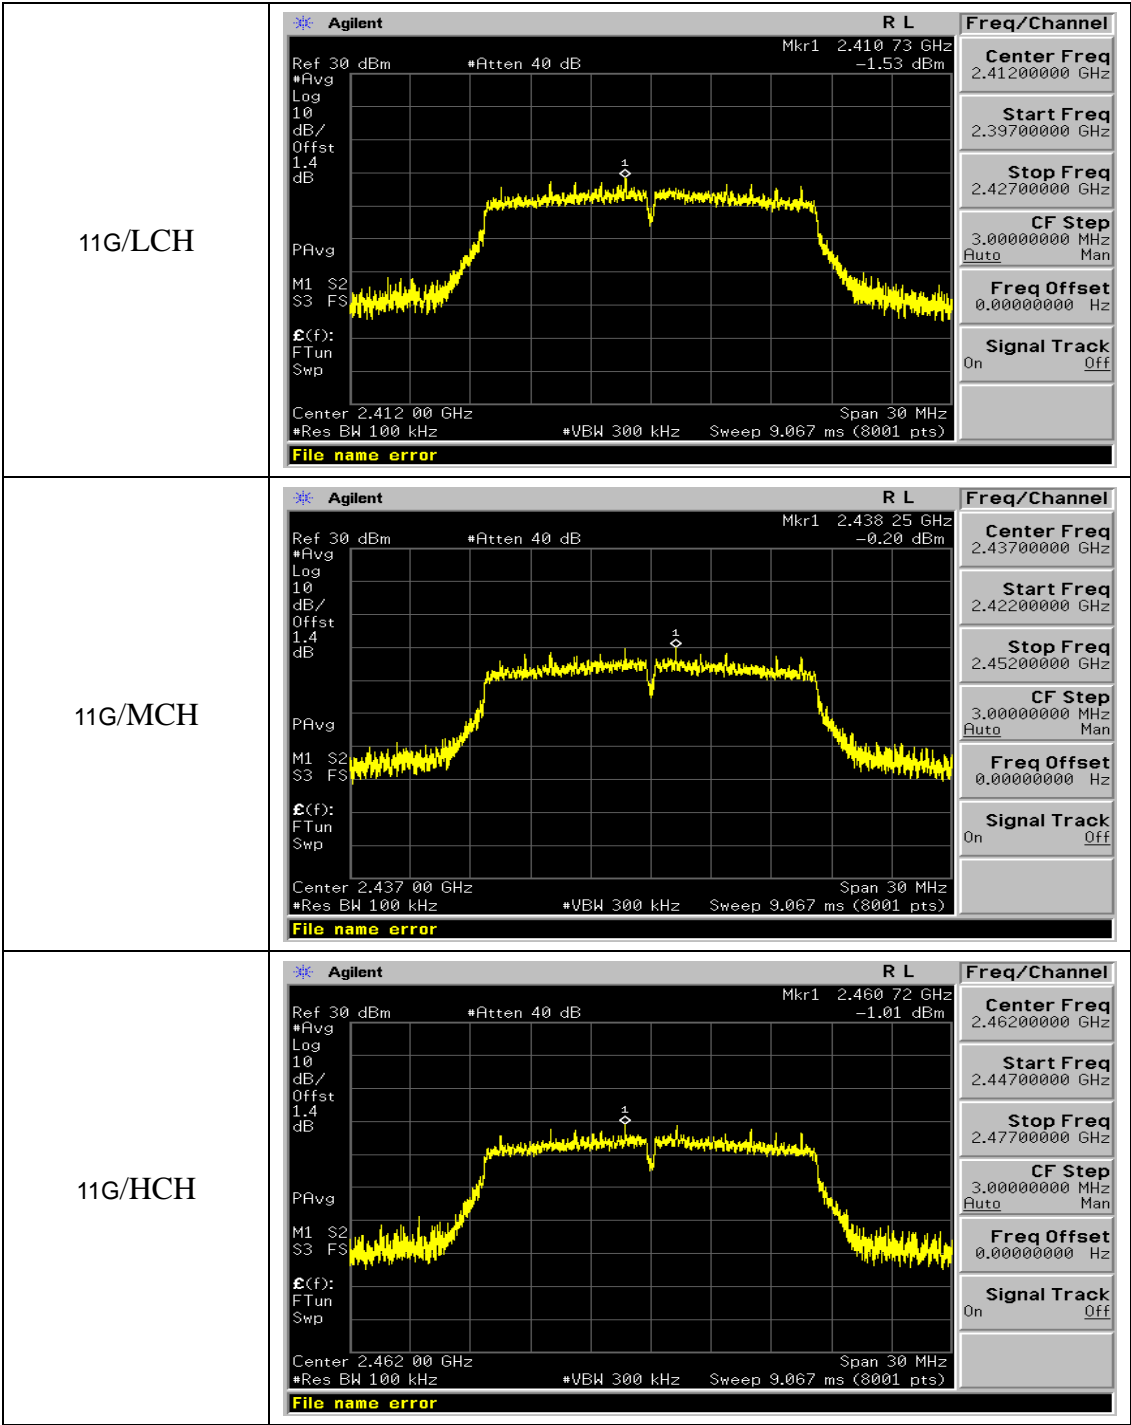 11G/LCH
Agilent R L Freq/Channel
Mkr1 2.410 73 GHz
Ref 30 dBm #Atten 40 dB -1.53 dBm
#Avg
Log
10
dB/
Offst
1.4
dB
1
PAvg
M1 S2
S3 FS
£(f):
FTun
Swp
Center 2.412 00 GHz Span 30 MHz
#Res BW 100 kHz #VBW 300 kHz Sweep 9.067 ms (8001 pts)
File name error
Center Freq
2.41200000 GHz
Start Freq
2.39700000 GHz
Stop Freq
2.42700000 GHz
CF Step
3.00000000 MHz
Auto Man
Freq Offset
0.00000000 Hz
Signal Track
On Off
11G/MCH
Agilent R L Freq/Channel
Mkr1 2.438 25 GHz
Ref 30 dBm #Atten 40 dB -0.20 dBm
#Avg
Log
10
dB/
Offst
1.4
dB
1
PAvg
M1 S2
S3 FS
£(f):
FTun
Swp
Center 2.437 00 GHz Span 30 MHz
#Res BW 100 kHz #VBW 300 kHz Sweep 9.067 ms (8001 pts)
File name error
Center Freq
2.43700000 GHz
Start Freq
2.42200000 GHz
Stop Freq
2.45200000 GHz
CF Step
3.00000000 MHz
Auto Man
Freq Offset
0.00000000 Hz
Signal Track
On Off
11G/HCH
Agilent R L Freq/Channel
Mkr1 2.460 72 GHz
Ref 30 dBm #Atten 40 dB -1.01 dBm
#Avg
Log
10
dB/
Offst
1.4
dB
1
PAvg
M1 S2
S3 FS
£(f):
FTun
Swp
Center 2.462 00 GHz Span 30 MHz
#Res BW 100 kHz #VBW 300 kHz Sweep 9.067 ms (8001 pts)
File name error
Center Freq
2.46200000 GHz
Start Freq
2.44700000 GHz
Stop Freq
2.47700000 GHz
CF Step
3.00000000 MHz
Auto Man
Freq Offset
0.00000000 Hz
Signal Track
On Off